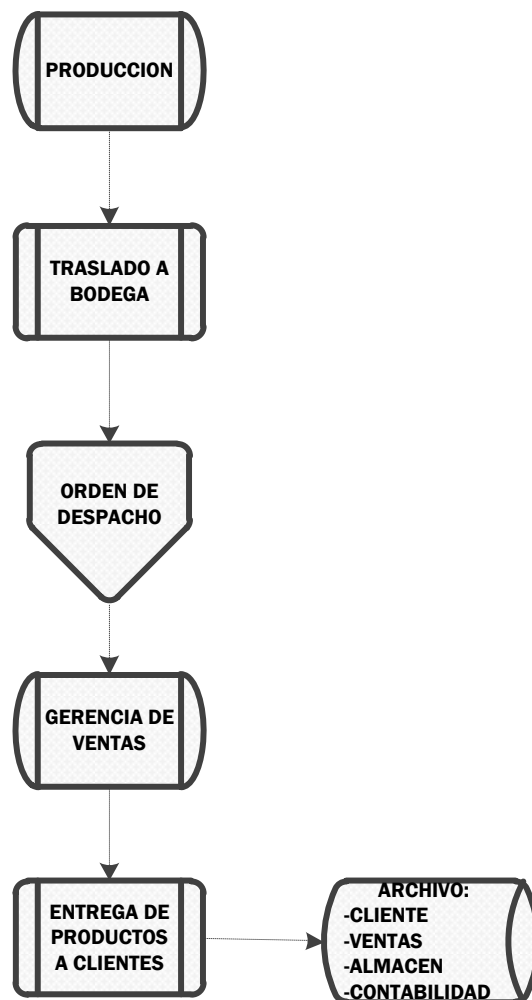 PRODUCCION
TRASLADO A
BODEGA
ORDEN DE
DESPACHO
GERENCIA DE
VENTAS
ENTREGA DE
PRODUCTOS
A CLIENTES
ARCHIVO:
-CLIENTE
-VENTAS
-ALMACEN
-CONTABILIDAD